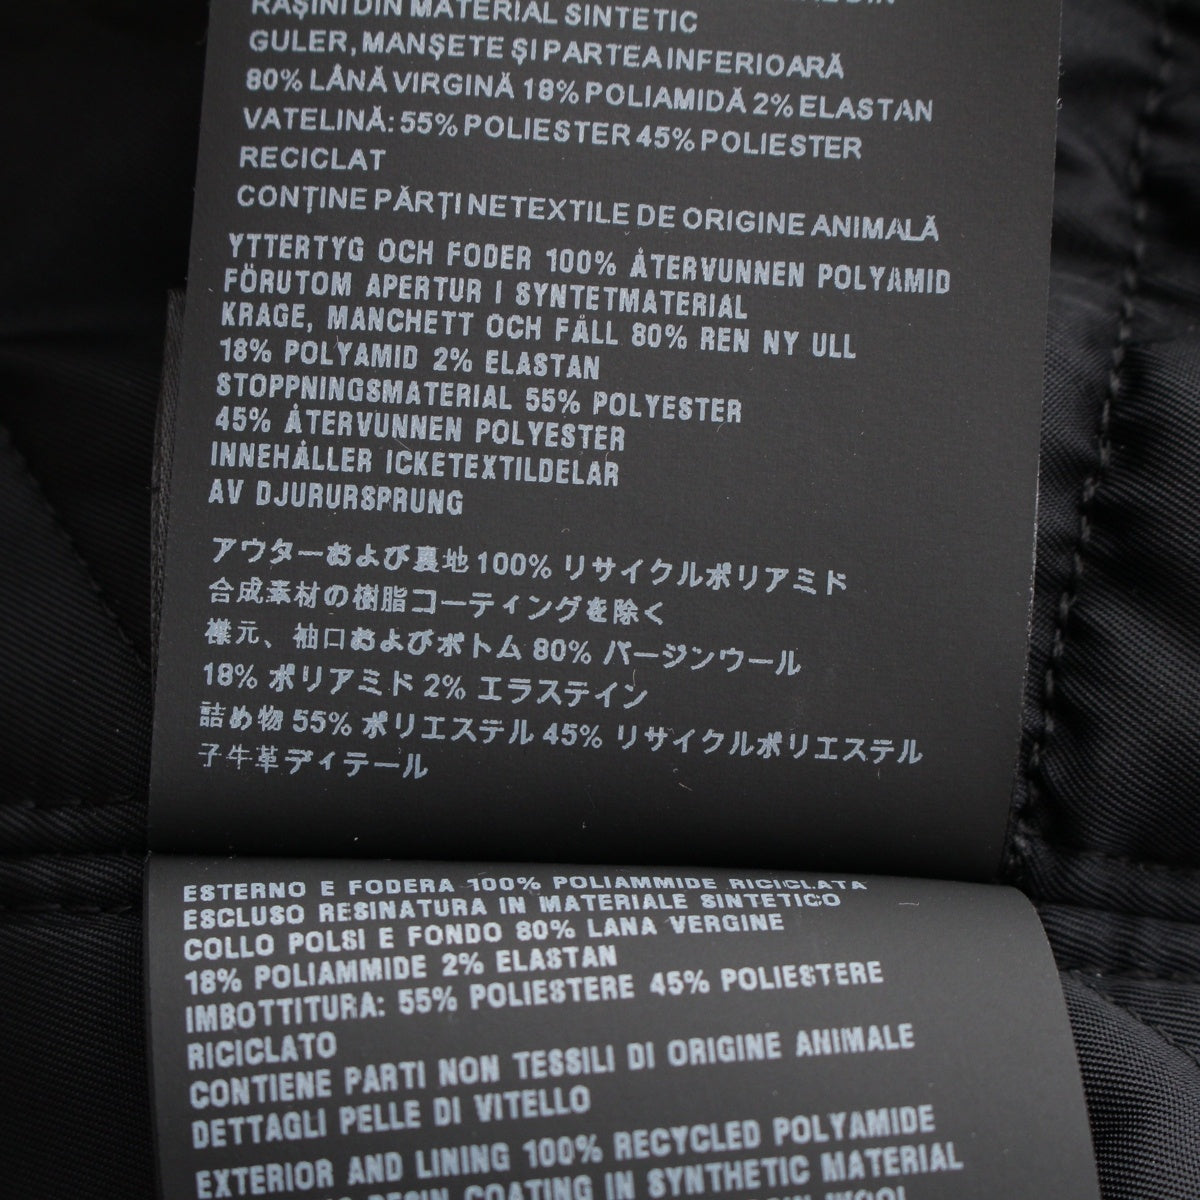 RĂȘINI DIN MATERIAL SINTETIC
GULER, MANȘETE ȘI PARTEA INFERIOARĂ
80% LÂNĂ VIRGINĂ 18% POLIAMIDĂ 2% ELASTAN
VATELINĂ: 55% POLIESTER 45% POLIESTER
RECICLAT
CONȚINE PĂRȚI NETEXTILE DE ORIGINE ANIMALĂ
YTTERTYG OCH FODER 100% ÅTERVUNNEN POLYAMID
FÖRUTOM APERTUR I SYNTETMATERIAL
KRAGE, MANCHETT OCH FÅLL 80% REN NY ULL
18% POLYAMID 2% ELASTAN
STOPPNINGSMATERIAL 55% POLYESTER
45% ÅTERVUNNEN POLYESTER
INNEHÅLLER ICKETEXTILDELAR
AV DJURURSPRUNG
アウターおよび裏地 100% リサイクルポリアミド
合成素材の樹脂コーティングを除く
襟元、袖口およびボトム 80% バージンウール
18% ポリアミド 2% エラステイン
詰め物 55% ポリエステル 45% リサイクルポリエステル
子牛革ディテール
ESTERNO E FODERA 100% POLIAMMIDE RICICLATA
ESCLUSO RESINATURA IN MATERIALE SINTETICO
COLLO POLSI E FONDO 80% LANA VERGINE
18% POLIAMMIDE 2% ELASTAN
IMBOTTITURA: 55% POLIESTERE 45% POLIESTERE
RICICLATO
CONTIENE PARTI NON TESSILI DI ORIGINE ANIMALE
DETTAGLI PELLE DI VITELLO
EXTERIOR AND LINING 100% RECYCLED POLYAMIDE
RESIN COATING IN SYNTHETIC MATERIAL